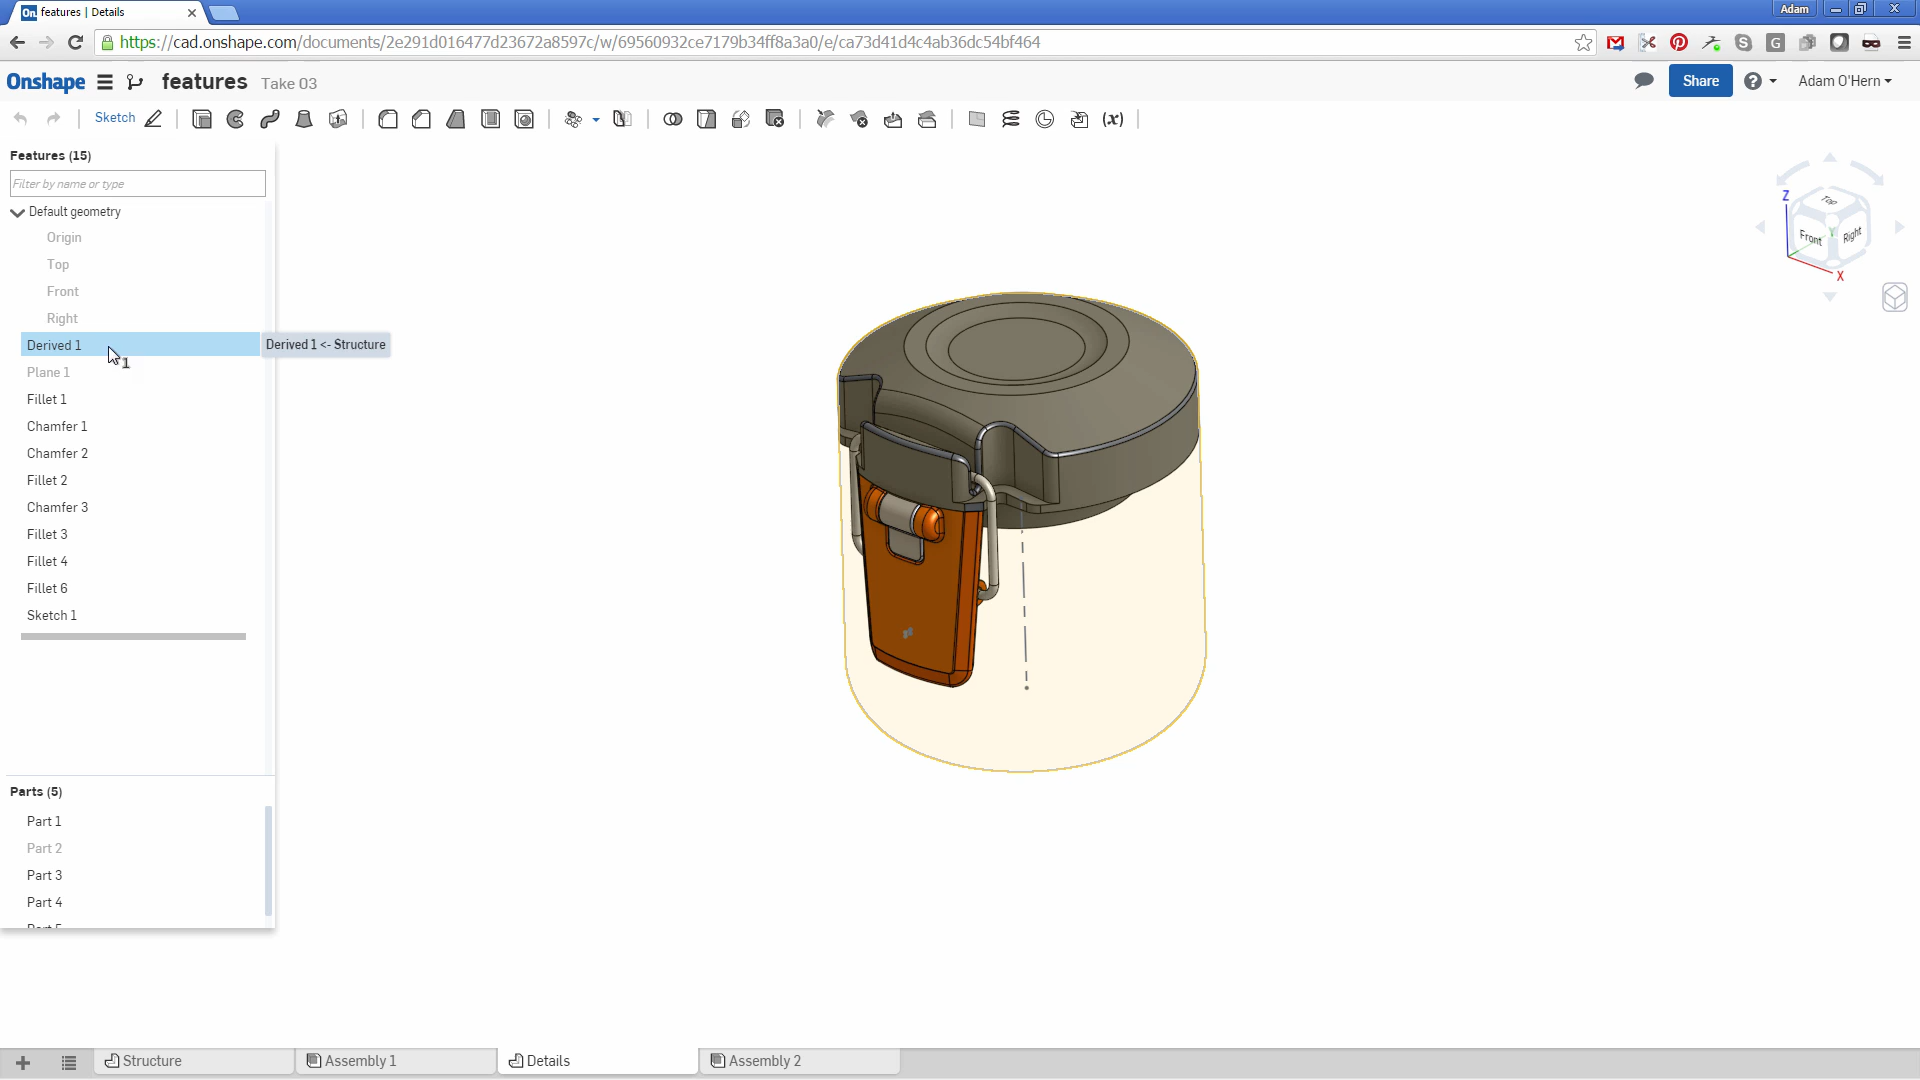 features | Details
Adam
https://cad.onshape.com/documents/2e291d016477d23672a8597c/w/69560932ce7179b34ff8a3a0/e/ca73d41d4c4ab36dc54bf464
Onshape features Take 03 Share Adam O'Hern
Sketch (x)
Features (15)
Filter by name or type
Default geometry
Origin
Top
Front
Right
Derived 1
Derived 1 <- Structure
1
Plane 1
Fillet 1
Chamfer 1
Chamfer 2
Fillet 2
Chamfer 3
Fillet 3
Fillet 4
Fillet 6
Sketch 1
Z
Top
Front
Right
Y
X
Parts (5)
Part 1
Part 2
Part 3
Part 4
Part 5
Structure Assembly 1 Details Assembly 2